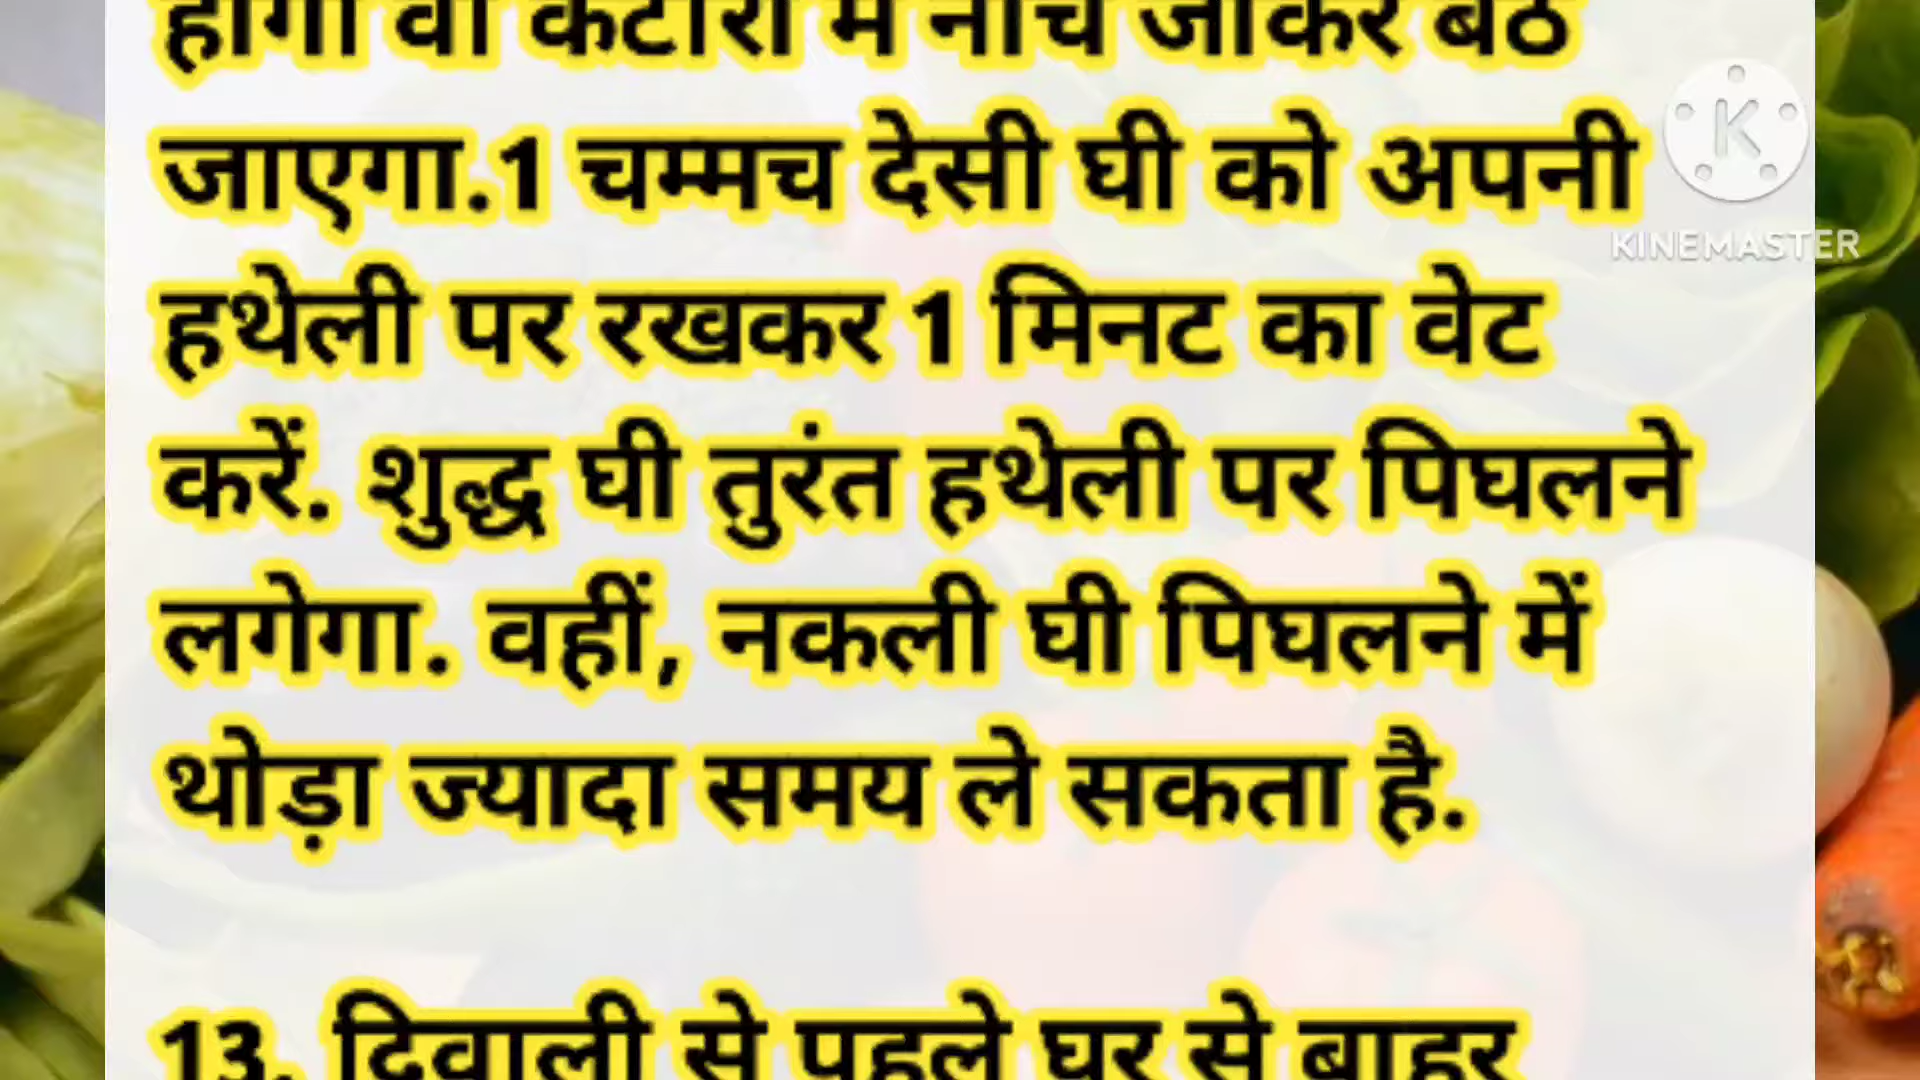 होगा वो कटोरी में नीचे जाकर बैठ
जाएगा.1 चम्मच देसी घी को अपनी
हथेली पर रखकर 1 मिनट का वेट
करें. शुद्ध घी तुरंत हथेली पर पिघलने
लगेगा. वहीं, नकली घी पिघलने में
थोड़ा ज्यादा समय ले सकता है.
13. दिवाली से पहले घर से बाहर
K
KINEMASTER